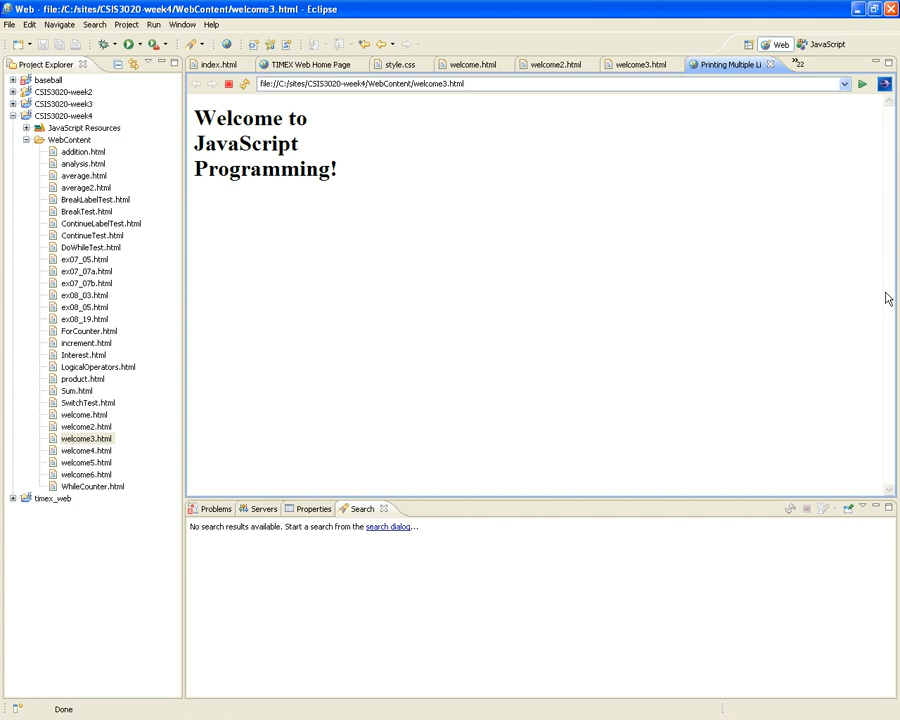 Web - file:/C:/sites/CSIS3020-week4/WebContent/welcome3.html - Eclipse
File Edit Navigate Search Project Run Window Help
Web JavaScript
Project Explorer
index.html TIMEX Web Home Page style.css welcome.html welcome2.html welcome3.html Printing Multiple Li »22
file://C:/sites/CSIS3020-week4/WebContent/welcome3.html
baseball
CSIS3020-week2
CSIS3020-week3
CSIS3020-week4
JavaScript Resources
WebContent
addition.html
analysis.html
average.html
average2.html
BreakLabelTest.html
BreakTest.html
ContinueLabelTest.html
ContinueTest.html
DoWhileTest.html
ex07_05.html
ex07_07a.html
ex07_07b.html
ex08_03.html
ex08_05.html
ex08_19.html
ForCounter.html
increment.html
Interest.html
LogicalOperators.html
product.html
Sum.html
SwitchTest.html
welcome.html
welcome2.html
welcome3.html
welcome4.html
welcome5.html
welcome6.html
WhileCounter.html
timex_web
Welcome to
JavaScript
Programming!
Problems Servers Properties Search
No search results available. Start a search from the search dialog...
Done